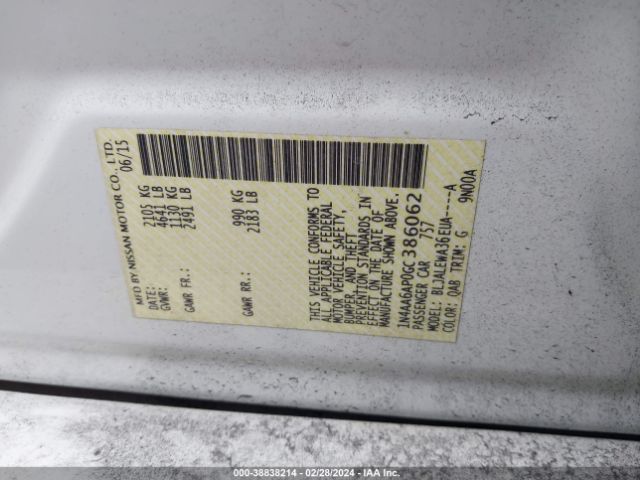 MFD BY NISSAN MOTOR CO., LTD.
DATE: 06/15
GVWR: 2105 KG
4641 LB
GAWR FR: 1130 KG
2491 LB
GAWR RR: 990 KG
2183 LB
THIS VEHICLE CONFORMS TO
ALL APPLICABLE FEDERAL
MOTOR VEHICLE SAFETY,
BUMPER AND THEFT
PREVENTION STANDARDS IN
EFFECT ON THE DATE OF
MANUFACTURE SHOWN ABOVE.
1N4AA6AP0GC386062
PASSENGER CAR 757
MODEL: BLJALEWA36EUA----A
COLOR: QAB TRIM: G 9N00A
000-38838214 - 02/28/2024 - IAA Inc.